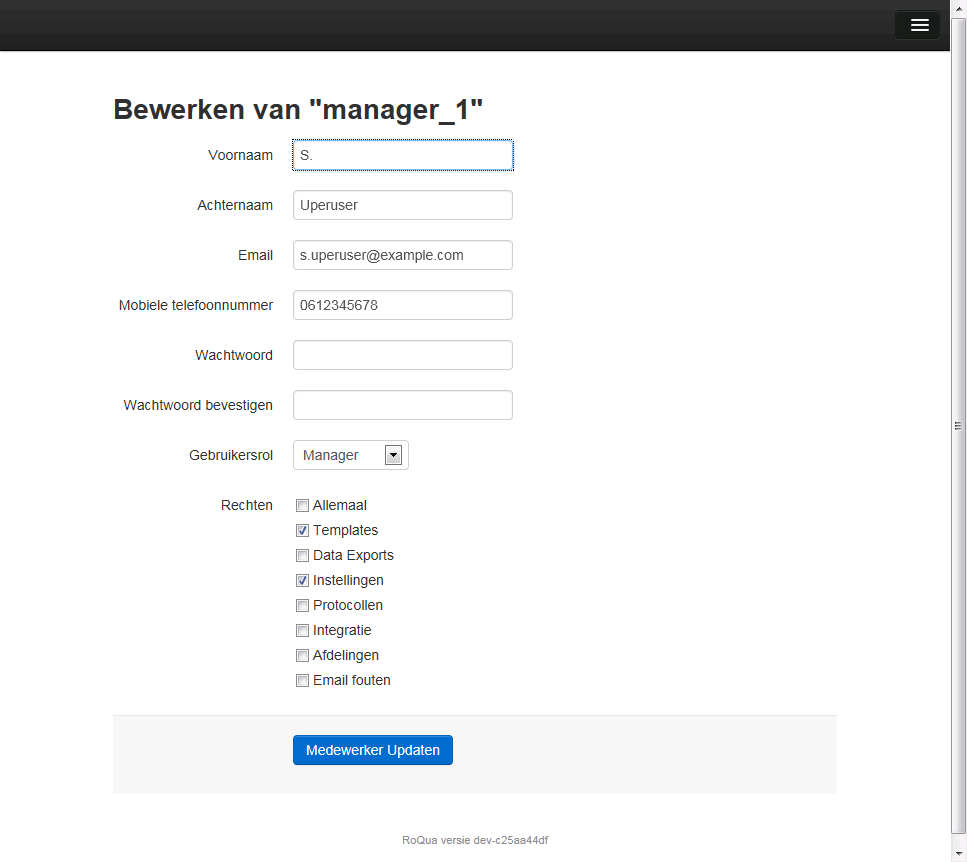 Bewerken van "manager_1"
Voornaam S.
Achternaam Uperuser
Email s.uperuser@example.com
Mobiele telefoonnummer 0612345678
Wachtwoord
Wachtwoord bevestigen
Gebruikersrol Manager
Rechten Allemaal
Templates
Data Exports
Instellingen
Protocollen
Integratie
Afdelingen
Email fouten
Medewerker Updaten
RoQua versie dev-c25aa44df